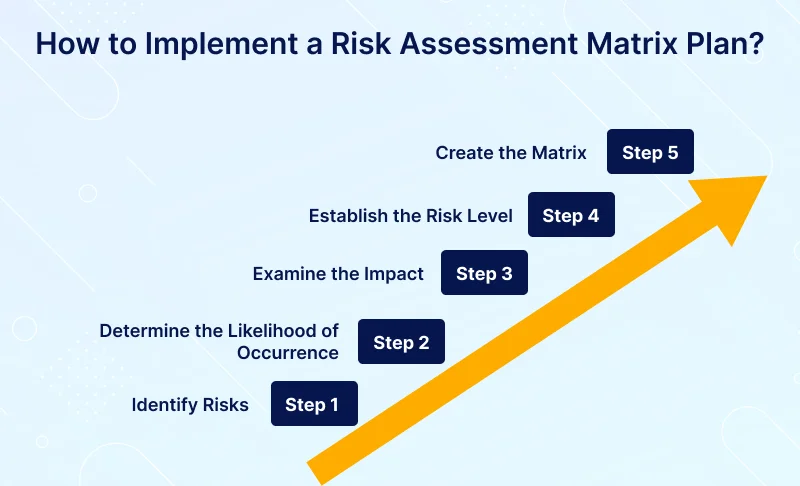 How to Implement a Risk Assessment Matrix Plan?
Create the Matrix Step 5
Establish the Risk Level Step 4
Examine the Impact Step 3
Determine the Likelihood of
Occurrence Step 2
Identify Risks Step 1